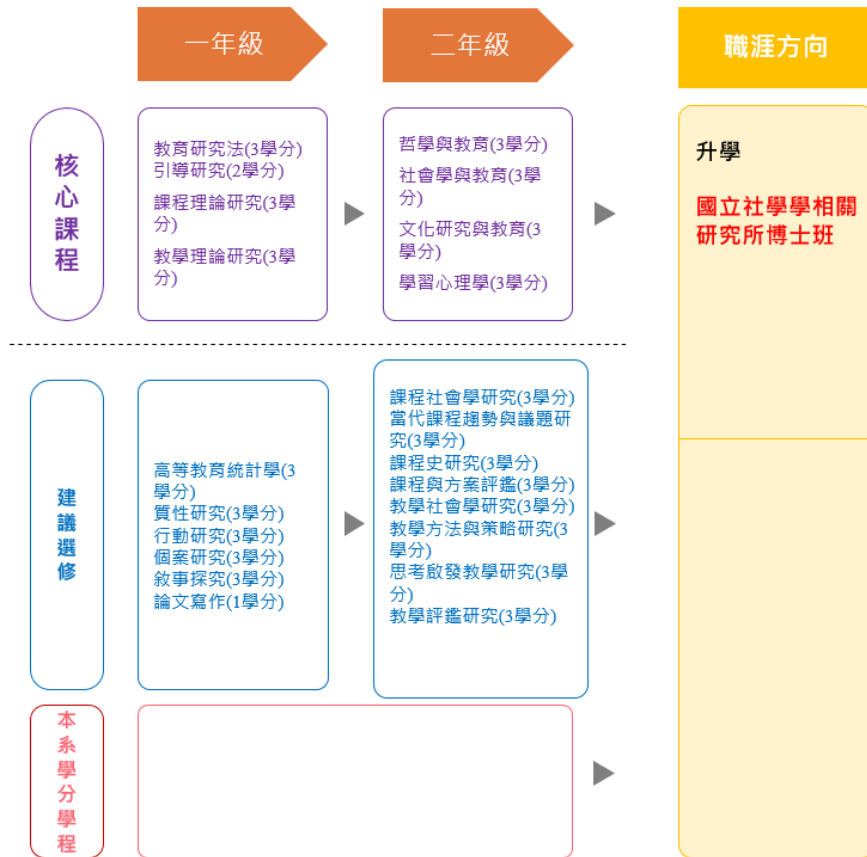 一年級
二年級
職涯方向
核心課程
教育研究法(3學分)
引導研究(2學分)
課程理論研究(3學
分)
教學理論研究(3學
分)
哲學與教育(3學分)
社會學與教育(3學
分)
文化研究與教育(3
學分)
學習心理學(3學分)
升學
國立社學學相關
研究所博士班
建議選修
高等教育統計學(3
學分)
質性研究(3學分)
行動研究(3學分)
個案研究(3學分)
敘事探究(3學分)
論文寫作(1學分)
課程社會學研究(3學分)
當代課程趨勢與議題研
究(3學分)
課程史研究(3學分)
課程與方案評鑑(3學分)
教學社會學研究(3學分)
教學方法與策略研究(3
學分)
思考啟發教學研究(3學
分)
教學評鑑研究(3學分)
本系學分學程